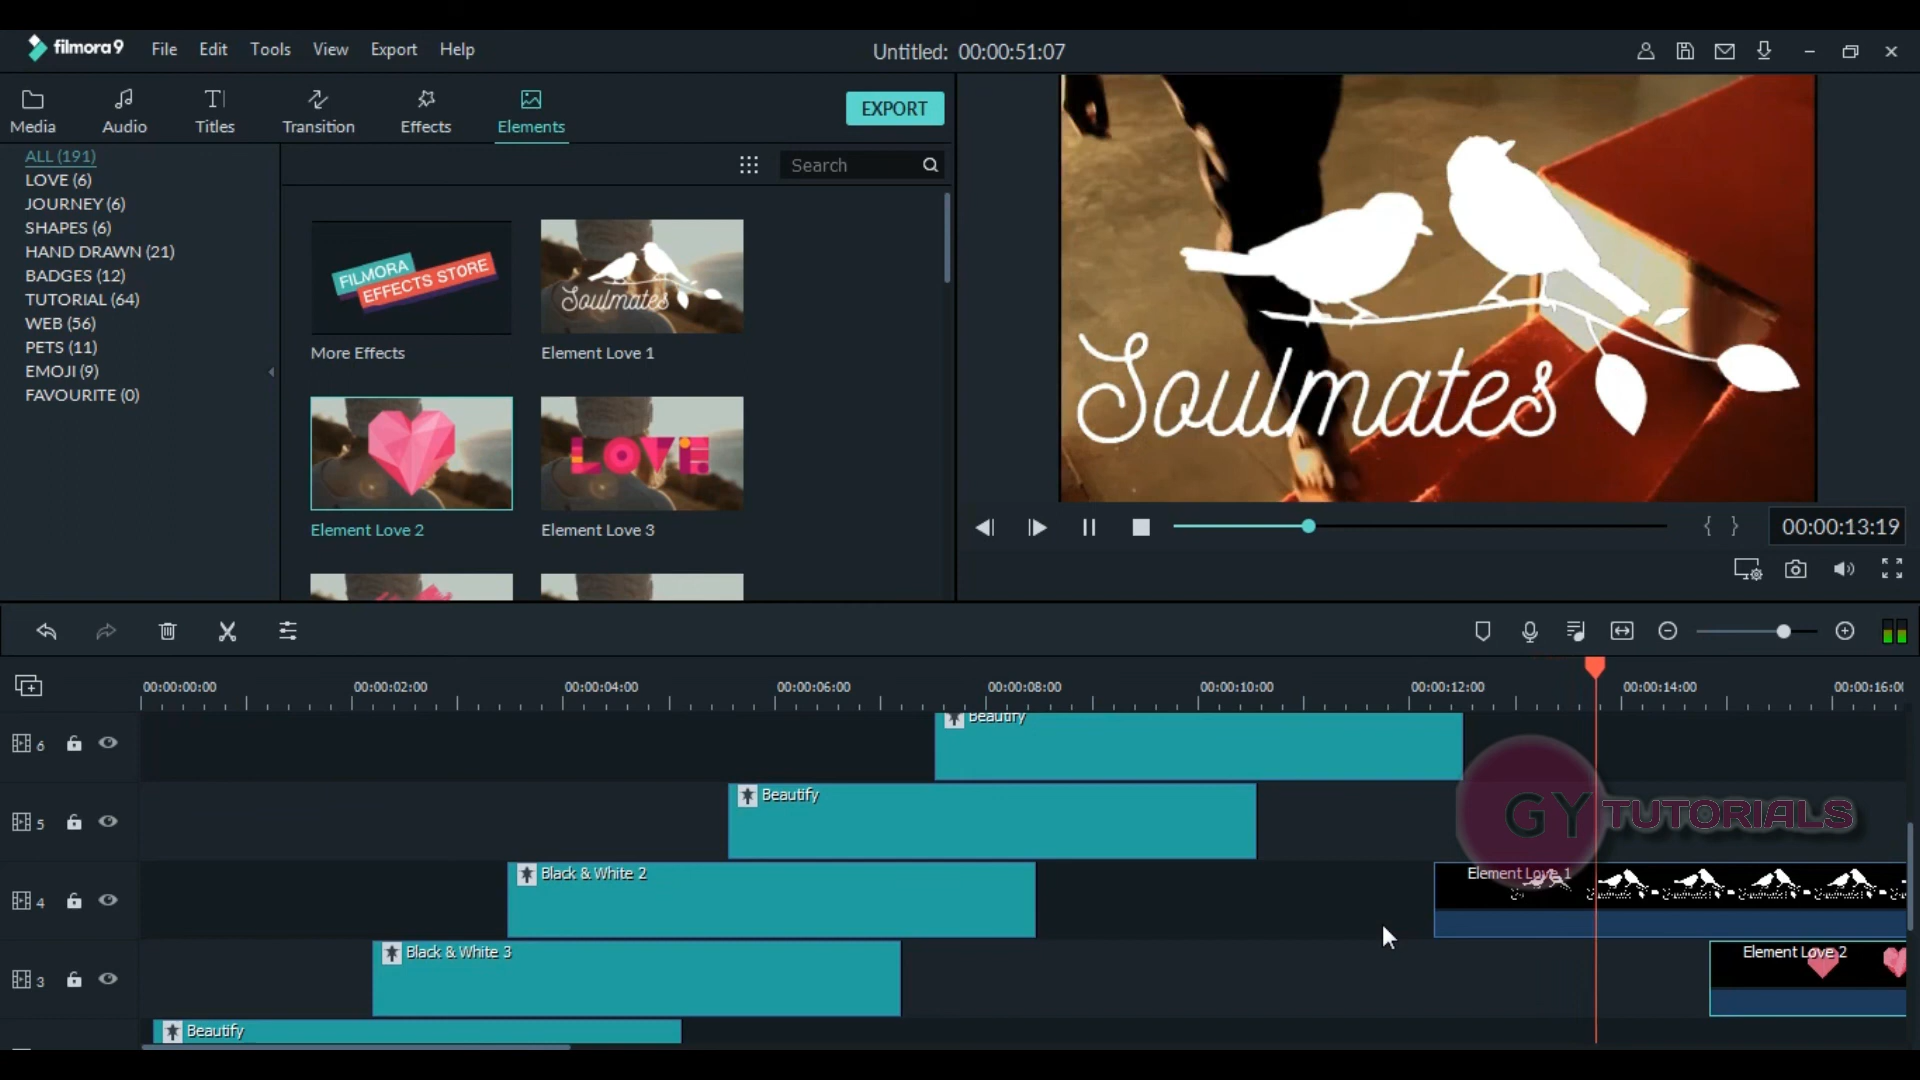 filmora9 File Edit Tools View Export Help
Untitled: 00:00:51:07
Media Audio Titles Transition Effects Elements
EXPORT
ALL (191)
LOVE (6)
JOURNEY (6)
SHAPES (6)
HAND DRAWN (21)
BADGES (12)
TUTORIAL (64)
WEB (56)
PETS (11)
EMOJI (9)
FAVOURITE (0)
Search
FILMORA
EFFECTS STORE
Soulmates
More Effects
Element Love 1
LOVE
Element Love 2
Element Love 3
Soulmates
{ } 00:00:13:19
00:00:00:00 00:00:02:00 00:00:04:00 00:00:06:00 00:00:08:00 00:00:10:00 00:00:12:00 00:00:14:00 00:00:16:00
6 Beautify
5 Beautify
GY TUTORIALS
4 Black & White 2 Element Love 1
3 Black & White 3 Element Love 2
Beautify